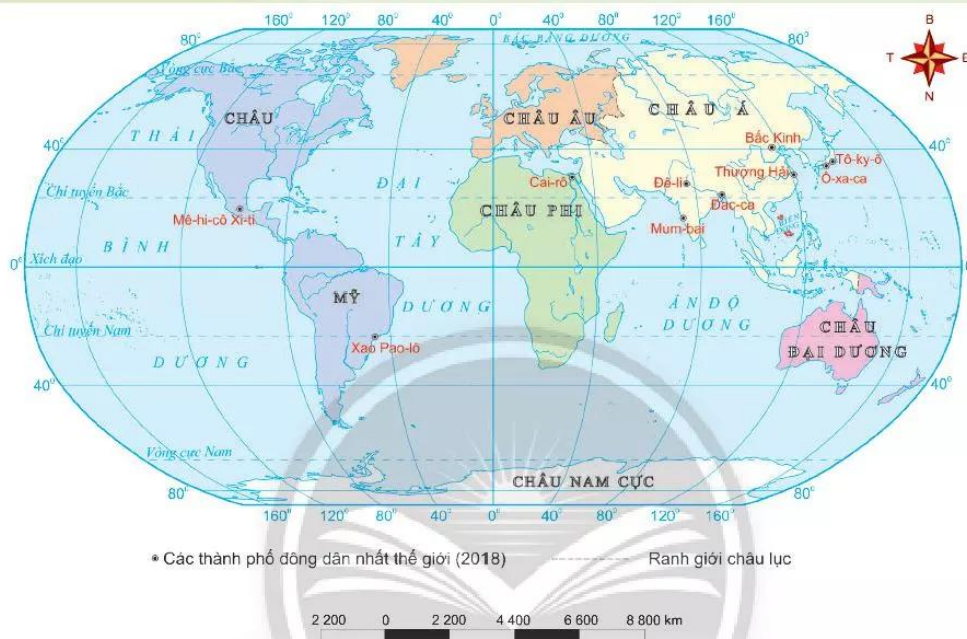 160° 120° 80° 40° 0° 40° 80° 120° 160°
B
T
Đ
N
80°
BẮC BĂNG DƯƠNG
80°
Vòng cực Bắc
CHÂU
CHÂU ÂU
CHÂU Á
THÁI
40°
Bắc Kinh
40°
Tô-ky-ô
Thượng Hải
Ô-xa-ca
Chí tuyến Bắc
ĐẠI
Cai-rô
Đê-li
Đac-ca
CHÂU PHI
Mê-hi-cô Xi-ti
Mum-bai
BÌNH
TÂY
0° Xích đạo
0°
MỸ
DƯƠNG
ẤN ĐỘ
DƯƠNG
Chí tuyến Nam
CHÂU
ĐẠI DƯƠNG
Xao Pao-lô
DƯƠNG
40°
40°
Vòng cực Nam
CHÂU NAM CỰC
80°
80°
160° 120° 80° 40° 0° 40° 80° 120° 160°
Các thành phố đông dân nhất thế giới (2018)
Ranh giới châu lục
2 200 0 2 200 4 400 6 600 8 800 km